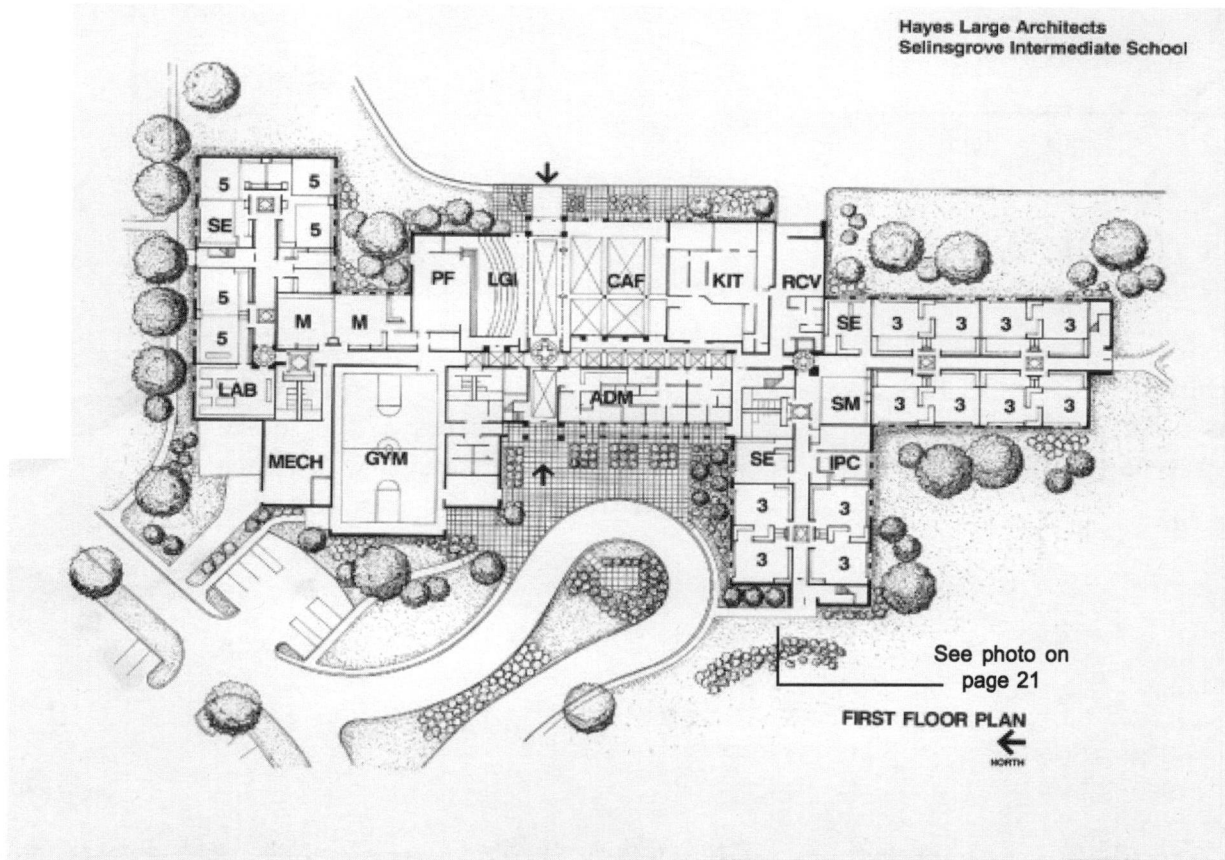 Hayes Large Architects
Selinsgrove Intermediate School
5
5
SE
5
PF
LGI
CAF
KIT
RCV
5
M
M
SE
3
3
3
3
5
LAB
ADM
SM
3
3
3
3
MECH
GYM
SE
IPC
3
3
3
3
See photo on
page 21
FIRST FLOOR PLAN
NORTH